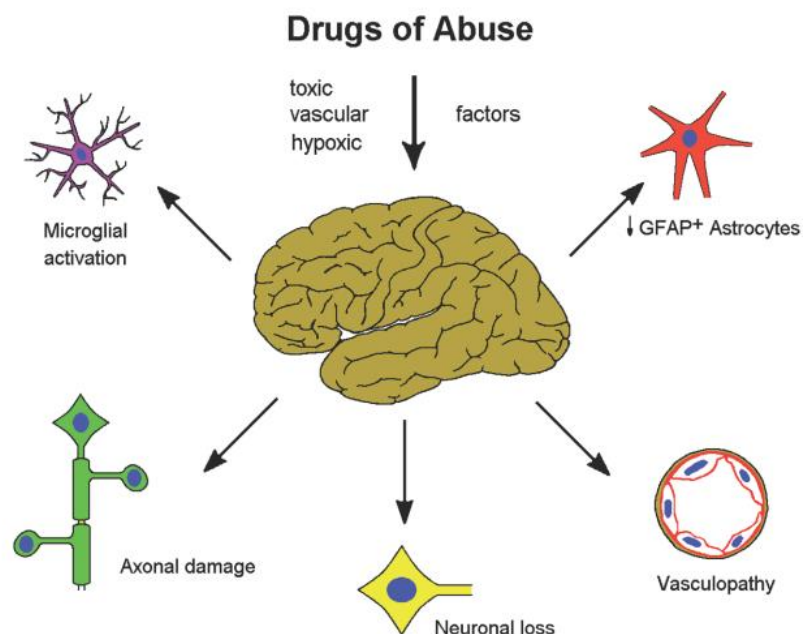 Drugs of Abuse
toxic
vascular factors
hypoxic
Microglial
activation
↓ GFAP⁺ Astrocytes
Axonal damage
Vasculopathy
Neuronal loss